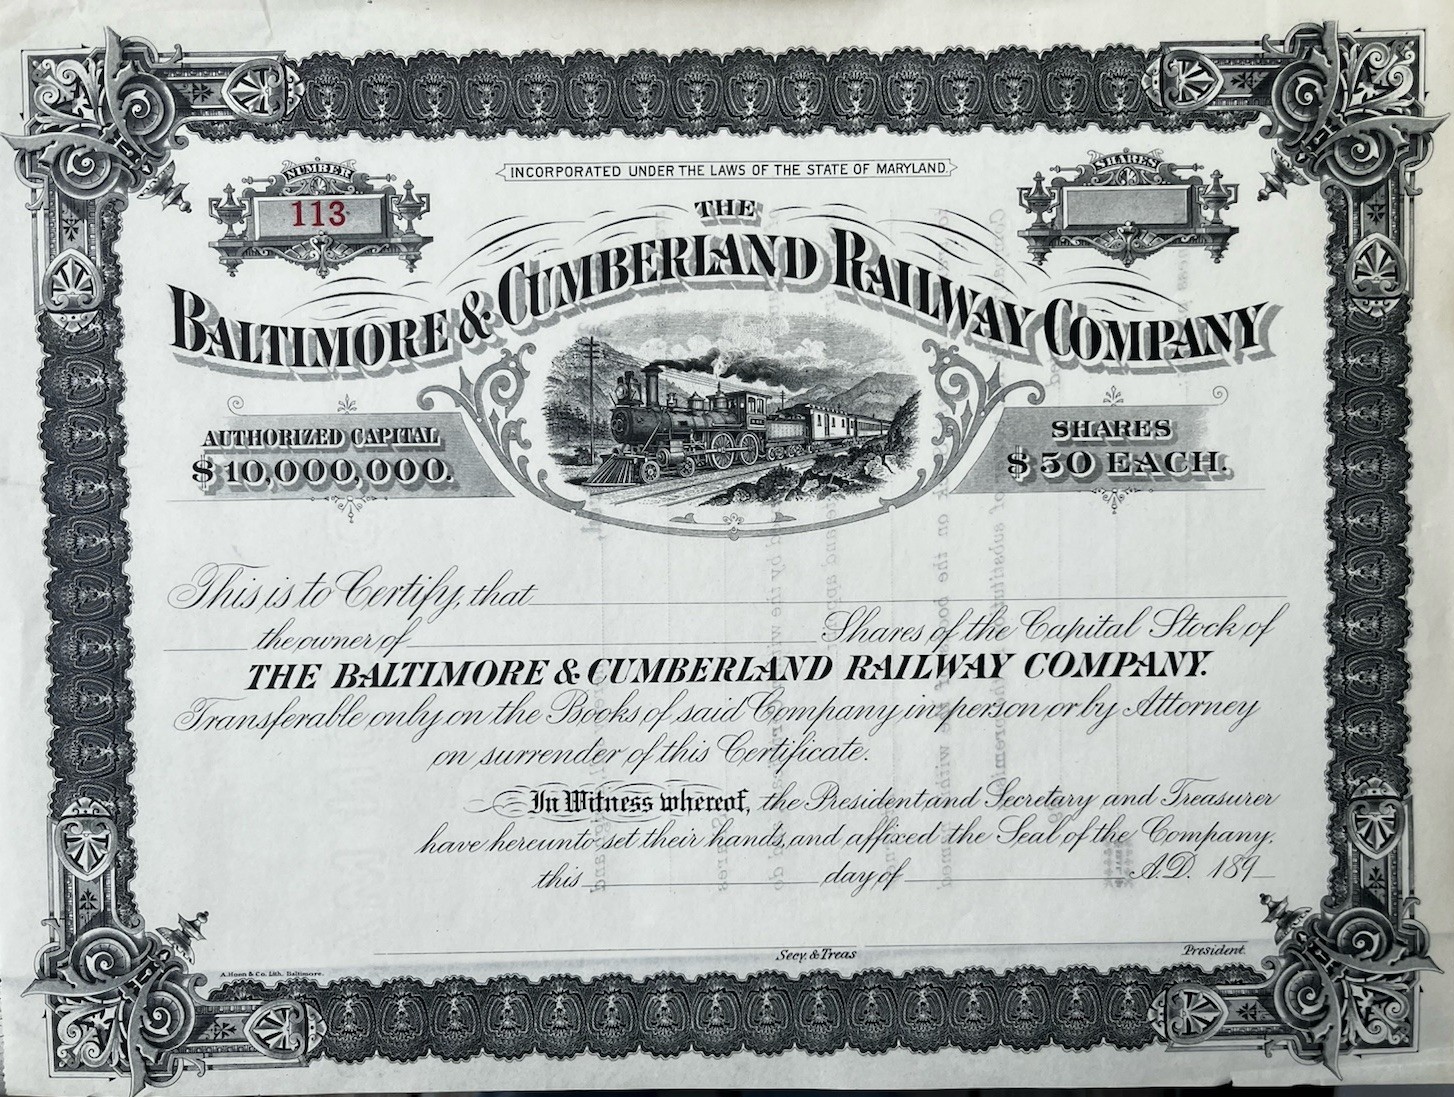 NUMBER
113
INCORPORATED UNDER THE LAWS OF THE STATE OF MARYLAND.
SHARES
THE
BALTIMORE & CUMBERLAND RAILWAY COMPANY
AUTHORIZED CAPITAL
$10,000,000.
SHARES
$50 EACH.
This is to Certify, that
the owner of Shares of the Capital Stock of
THE BALTIMORE & CUMBERLAND RAILWAY COMPANY.
Transferable only on the Books of said Company in person or by Attorney
on surrender of this Certificate.
In Witness whereof, the President and Secretary and Treasurer
have hereunto set their hands, and affixed the Seal of the Company.
this day of A.D. 189
Secy. & Treas President
A. Hoen & Co. Lith. Baltimore.